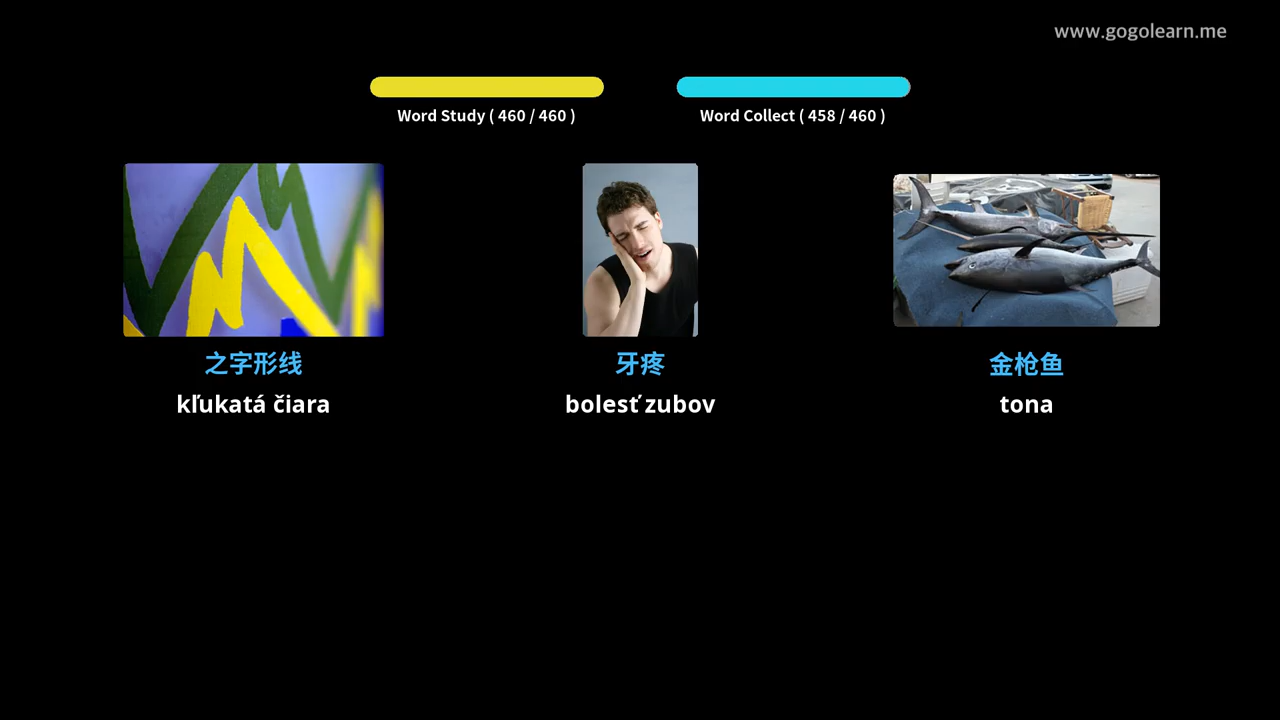 www.gogolearn.me
Word Study ( 460 / 460 )
Word Collect ( 458 / 460 )
之字形线
牙疼
金枪鱼
kľukatá čiara
bolesť zubov
tona